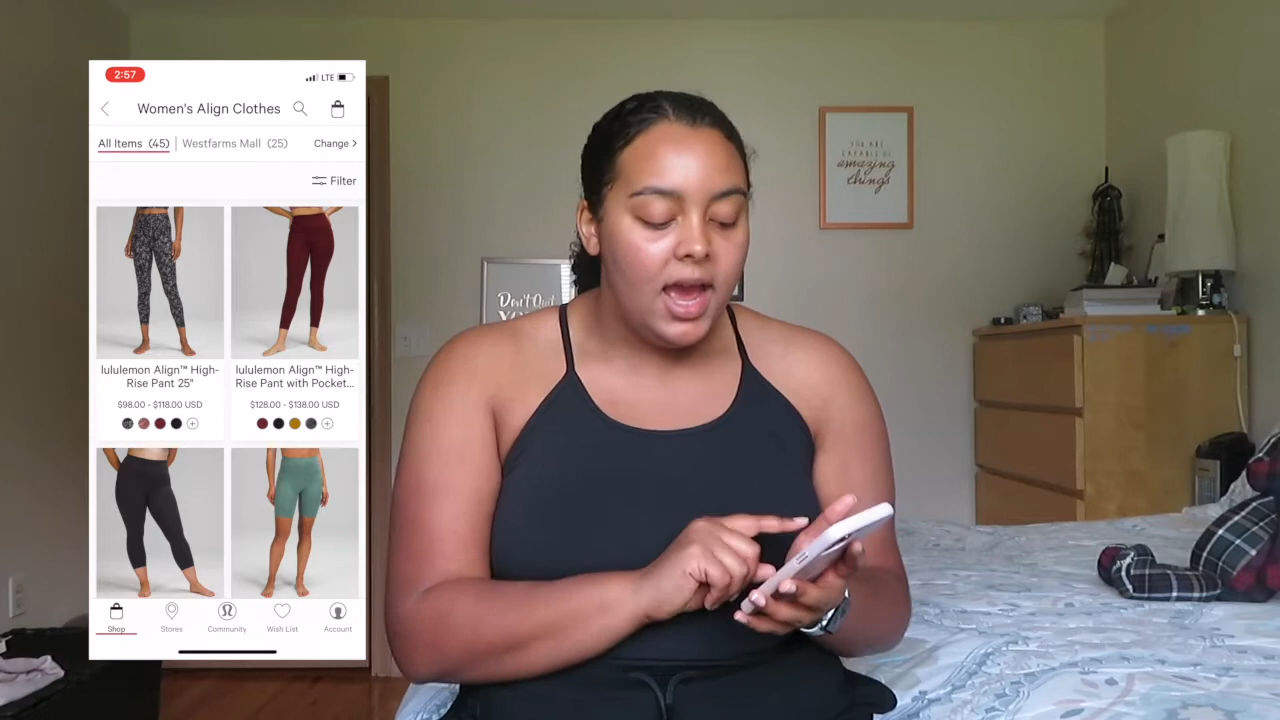 2:57
LTE
Women's Align Clothes
All Items (45)
Westfarms Mall (25)
Change
Filter
lululemon Align™ High-
Rise Pant 25"
$98.00 - $118.00 USD
lululemon Align™ High-
Rise Pant with Pocket...
$128.00 - $138.00 USD
Shop
Stores
Community
Wish List
Account
Don't Quit
YOU ARE
CAPABLE OF
amazing
things